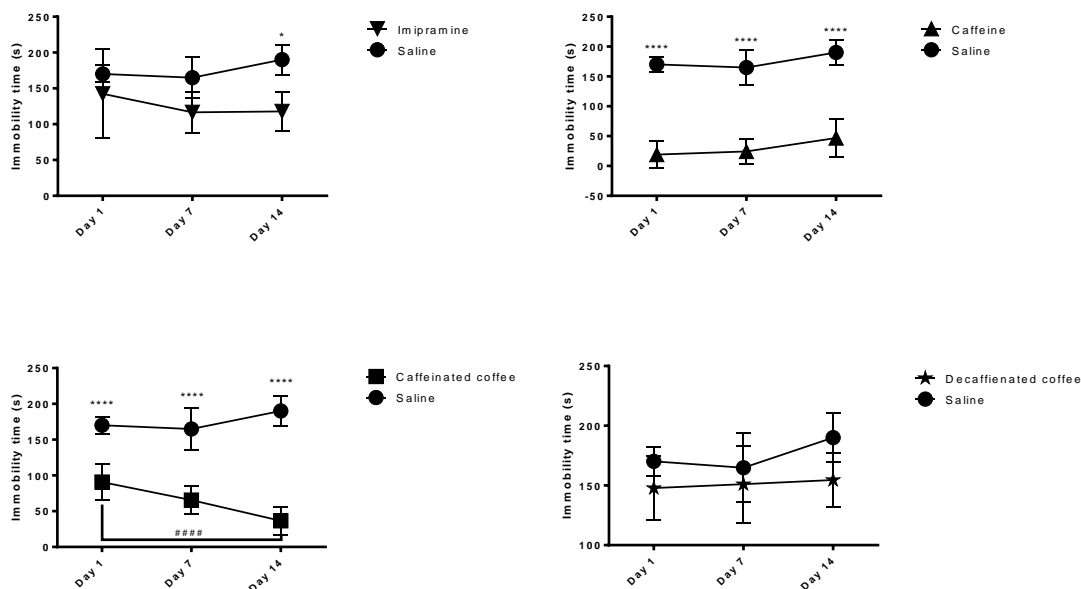 Immobility time (s)
250
200
150
100
50
0
Day 1
Day 7
Day 14
*
Imipramine
Saline
Immobility time (s)
250
200
150
100
50
0
-50
Day 1
Day 7
Day 14
****
****
****
Caffeine
Saline
Immobility time (s)
250
200
150
100
50
0
Day 1
Day 7
Day 14
****
****
****
####
Caffeinated coffee
Saline
Immobility time (s)
250
200
150
100
Day 1
Day 7
Day 14
Decaffienated coffee
Saline